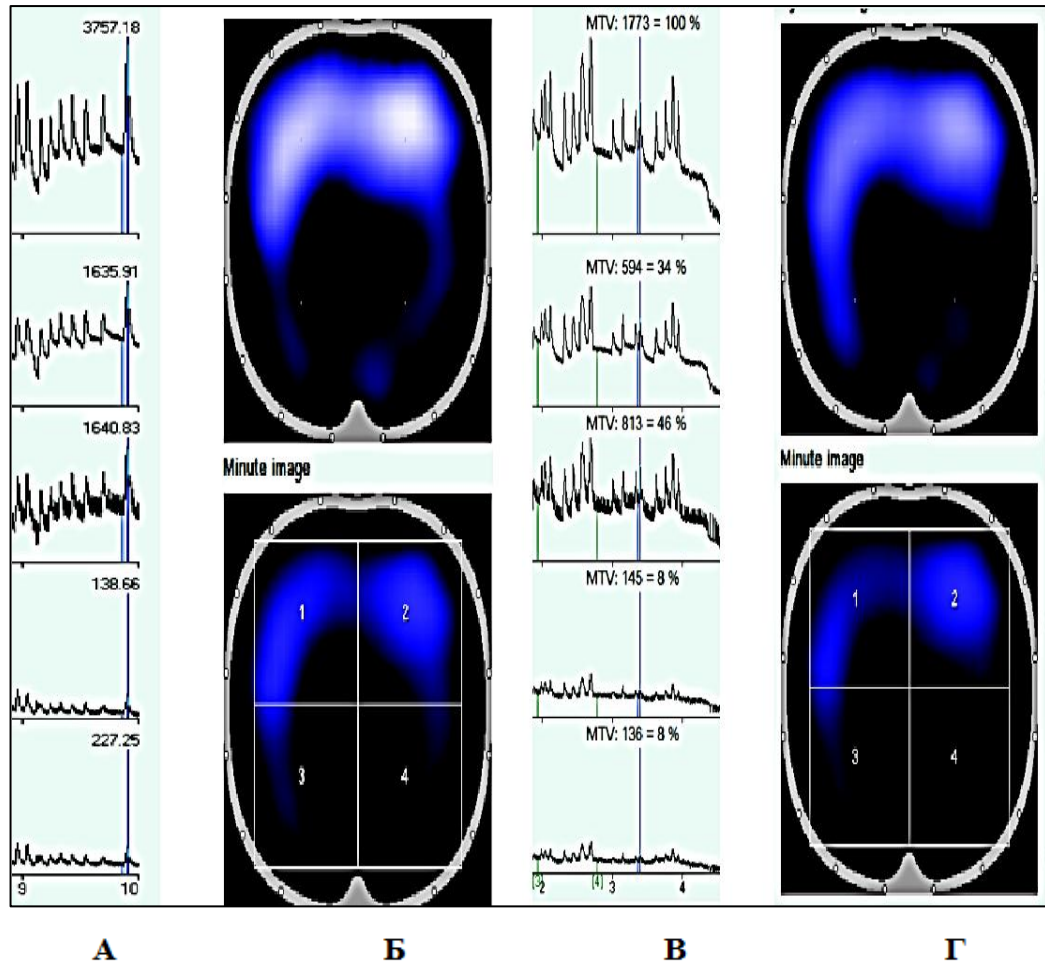 3757.18
1635.91
1640.83
138.66
227.25
9 10
Minute image
1 2
3 4
MTV: 1773 = 100 %
MTV: 594 = 34 %
MTV: 813 = 46 %
MTV: 145 = 8 %
MTV: 136 = 8 %
[3] [4]
2 3 4
Minute image
1 2
3 4
А Б В Г